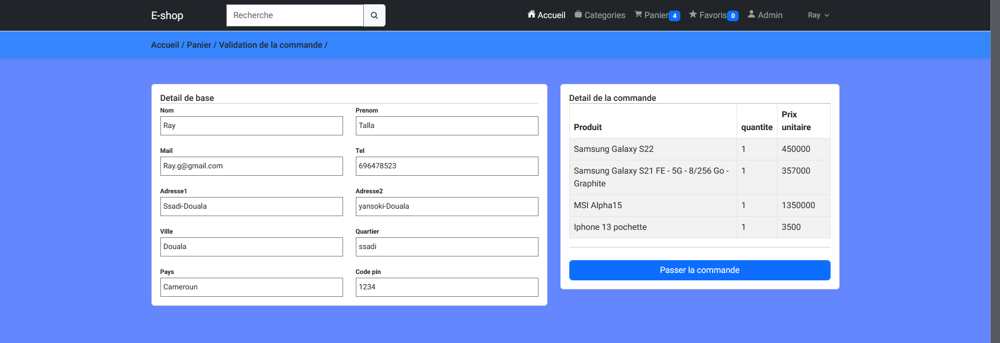 E-shop
Recherche
Accueil
Categories
Panier 4
Favoris 0
Admin
Ray
Accueil / Panier / Validation de la commande /
Detail de base
Nom
Prenom
Ray
Talla
Mail
Tel
Ray.g@gmail.com
696478523
Adresse1
Adresse2
Ssadi-Douala
yansoki-Douala
Ville
Quartier
Douala
ssadi
Pays
Code pin
Cameroun
1234
Detail de la commande
Produit
quantite
Prix
unitaire
Samsung Galaxy S22
1
450000
Samsung Galaxy S21 FE - 5G - 8/256 Go -
Graphite
1
357000
MSI Alpha15
1
1350000
Iphone 13 pochette
1
3500
Passer la commande